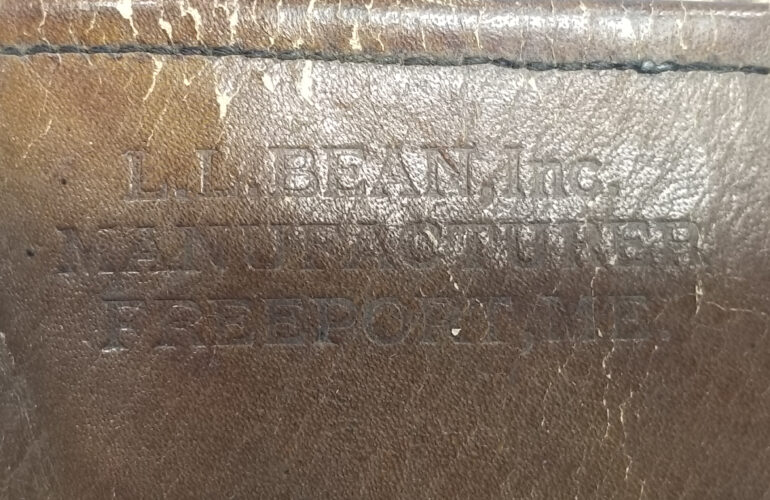 L.L. BEAN, Inc.
MANUFACTURER
FREEPORT, ME.